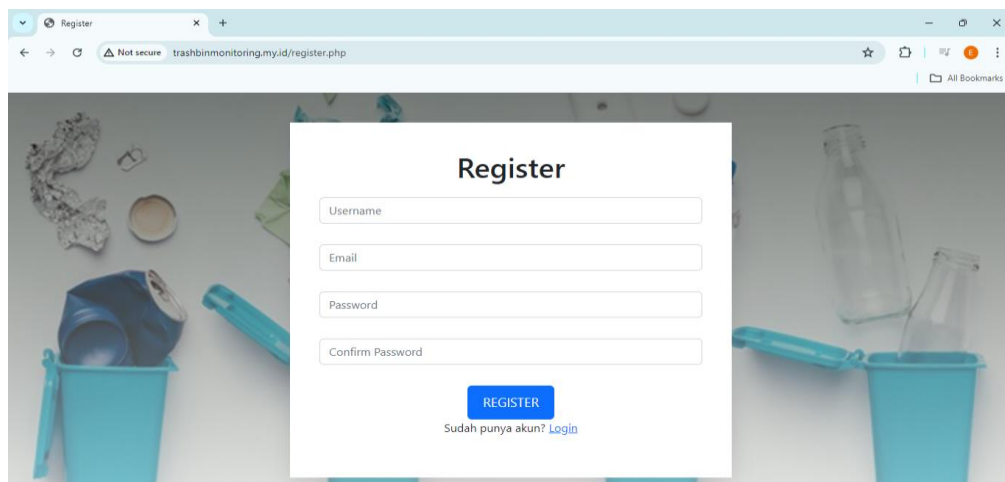 Register
Not secure
trashbinmonitoring.my.id/register.php
E
All Bookmarks
Register
Username
Email
Password
Confirm Password
REGISTER
Sudah punya akun? Login